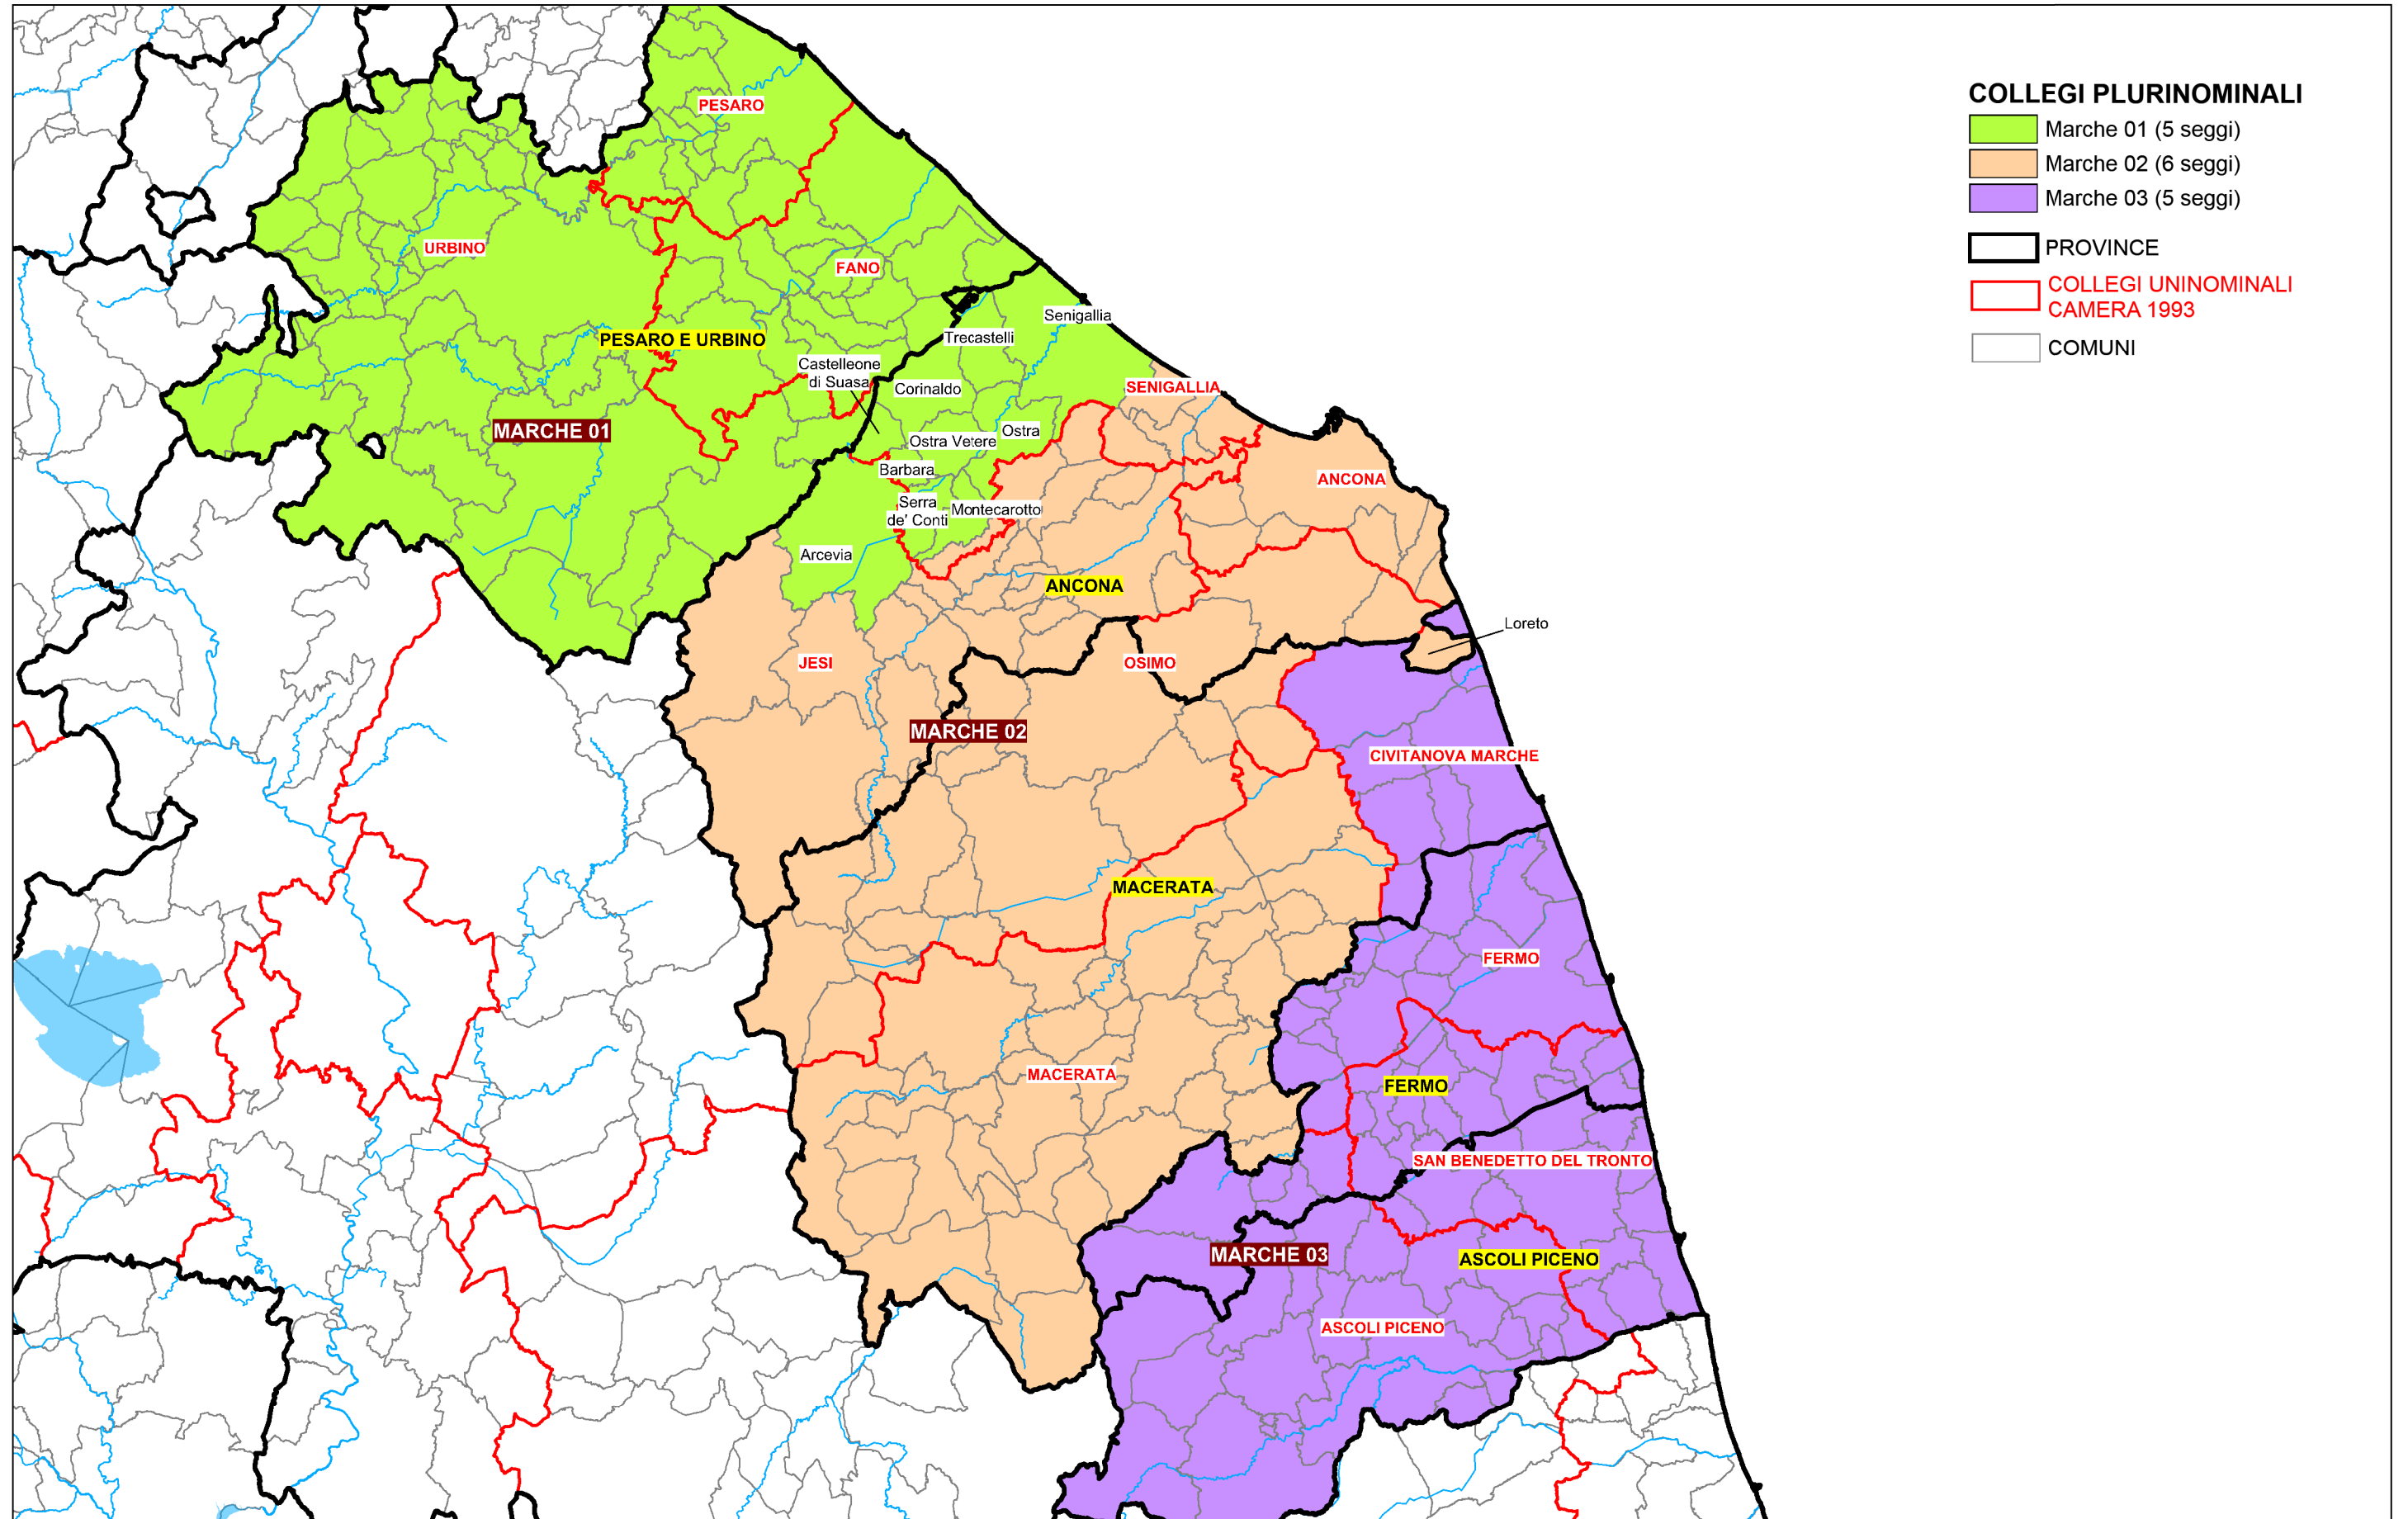 COLLEGI PLURINOMINALI
Marche 01 (5 seggi)
Marche 02 (6 seggi)
Marche 03 (5 seggi)
PROVINCE
COLLEGI UNINOMINALI
CAMERA 1993
COMUNI
PESARO
URBINO
FANO
Senigallia
Trecastelli
PESARO E URBINO
Castelleone
di Suasa
Corinaldo
SENIGALLIA
MARCHE 01
Ostra
Ostra Vetere
Barbara
ANCONA
Serra
de' Conti
Montecarotto
Arcevia
ANCONA
Loreto
JESI
OSIMO
MARCHE 02
CIVITANOVA MARCHE
MACERATA
FERMO
MACERATA
FERMO
SAN BENEDETTO DEL TRONTO
MARCHE 03
ASCOLI PICENO
ASCOLI PICENO